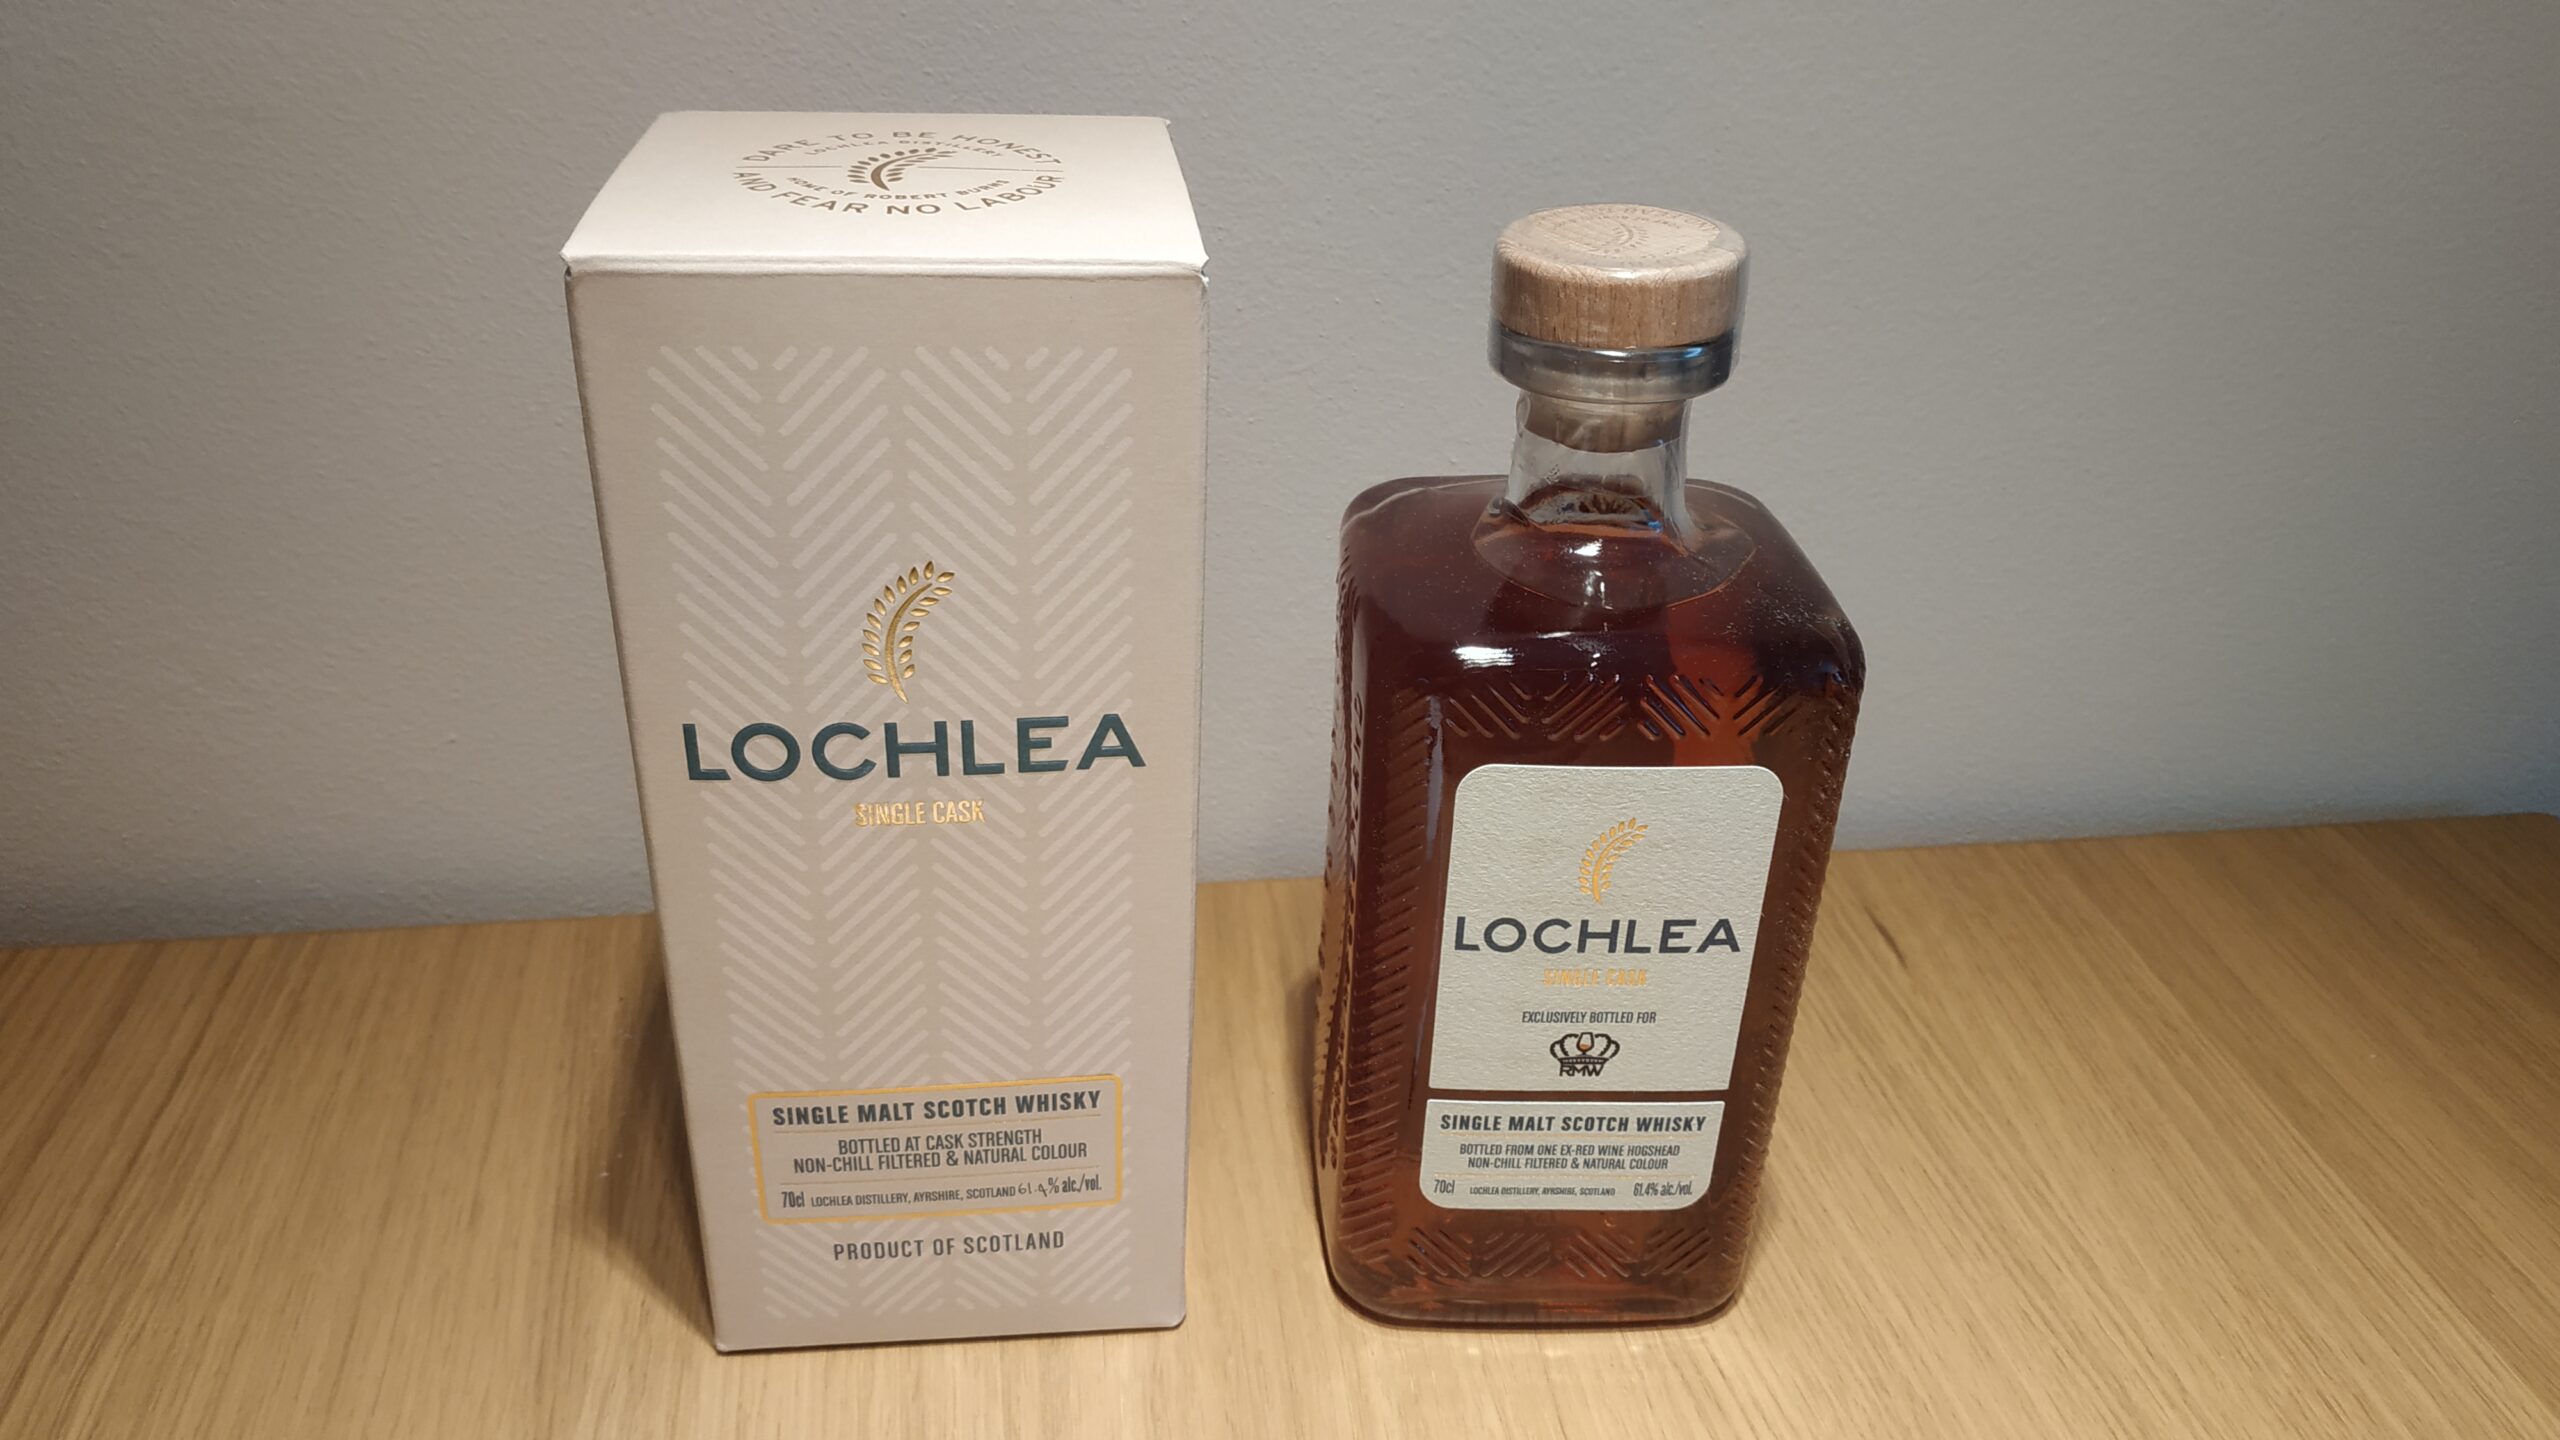 DARE TO BE HONEST
LOCHLEA DISTILLERY
HOME OF ROBERT BURNS
AND FEAR NO LABOUR
LOCHLEA
SINGLE CASK
SINGLE MALT SCOTCH WHISKY
BOTTLED AT CASK STRENGTH
NON-CHILL FILTERED & NATURAL COLOUR
70cl LOCHLEA DISTILLERY, AYRSHIRE, SCOTLAND 61.4% alc./vol.
PRODUCT OF SCOTLAND
LOCHLEA
SINGLE CASK
EXCLUSIVELY BOTTLED FOR
RMW
SINGLE MALT SCOTCH WHISKY
BOTTLED FROM ONE EX-RED WINE HOGSHEAD
NON-CHILL FILTERED & NATURAL COLOUR
70cl LOCHLEA DISTILLERY, AYRSHIRE, SCOTLAND 61.4% alc./vol.